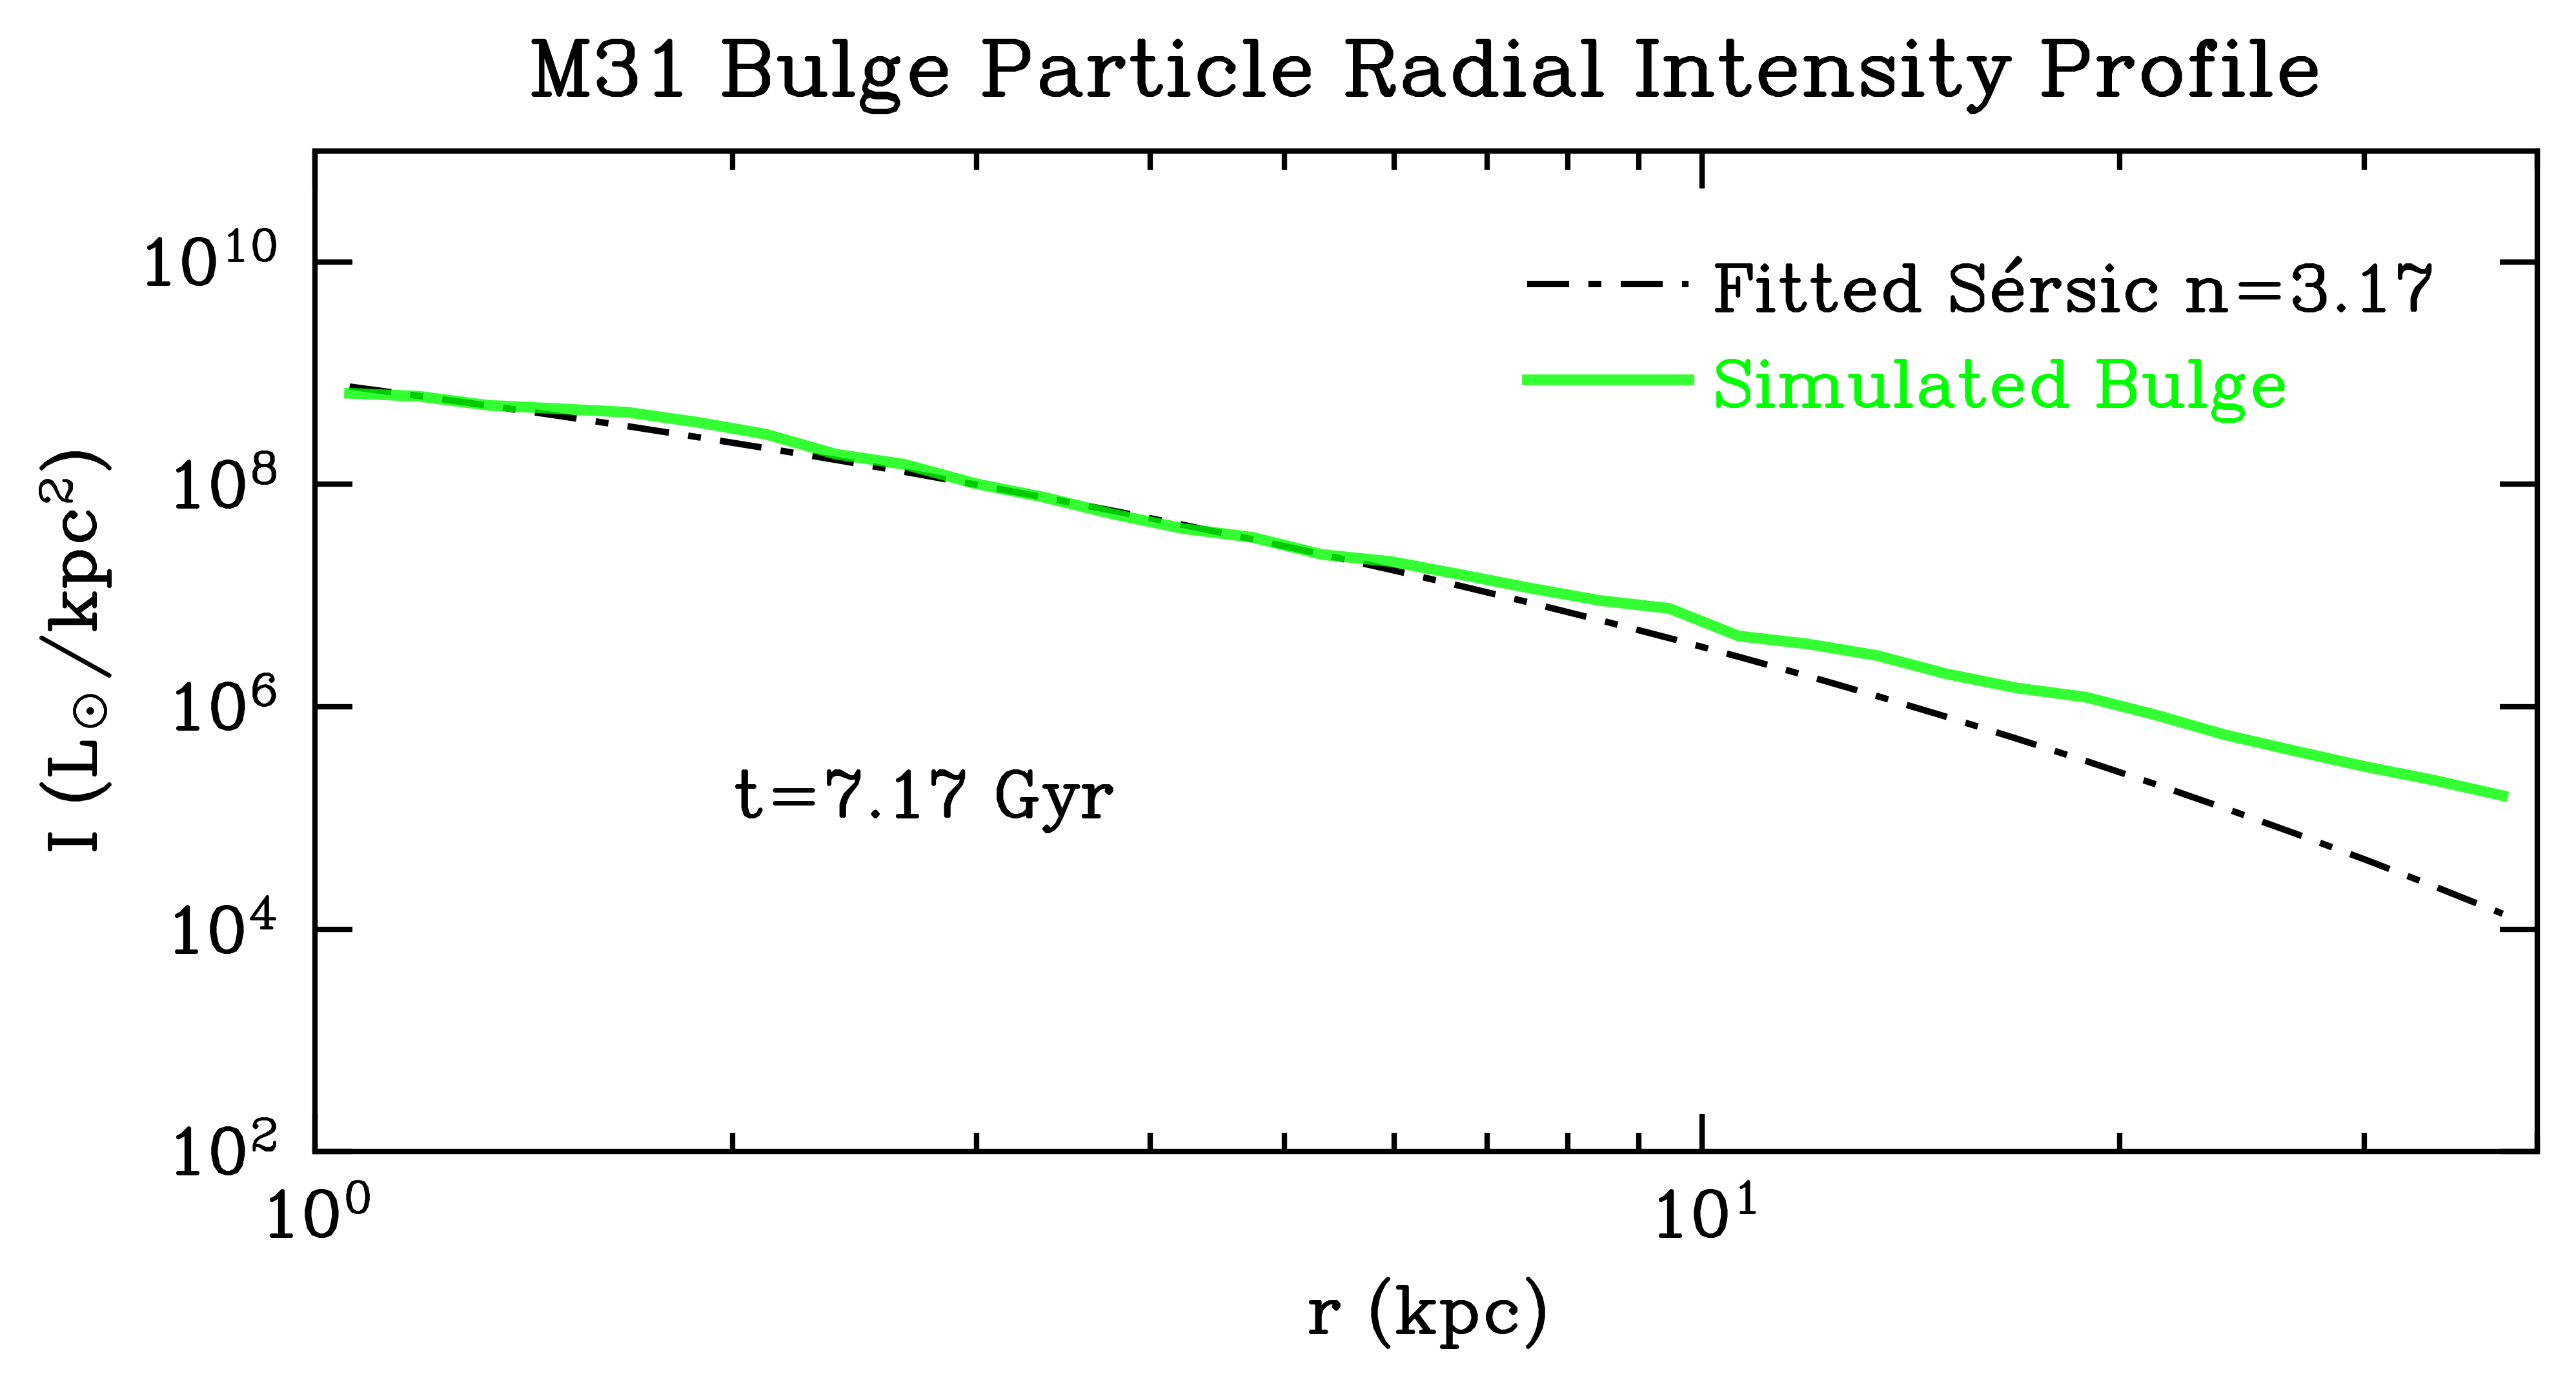 M31 Bulge Particle Radial Intensity Profile
10¹⁰
Fitted Sérsic n=3.17
Simulated Bulge
10⁸
I (L⊙/kpc²)
10⁶
t=7.17 Gyr
10⁴
10²
10⁰ 10¹
r (kpc)